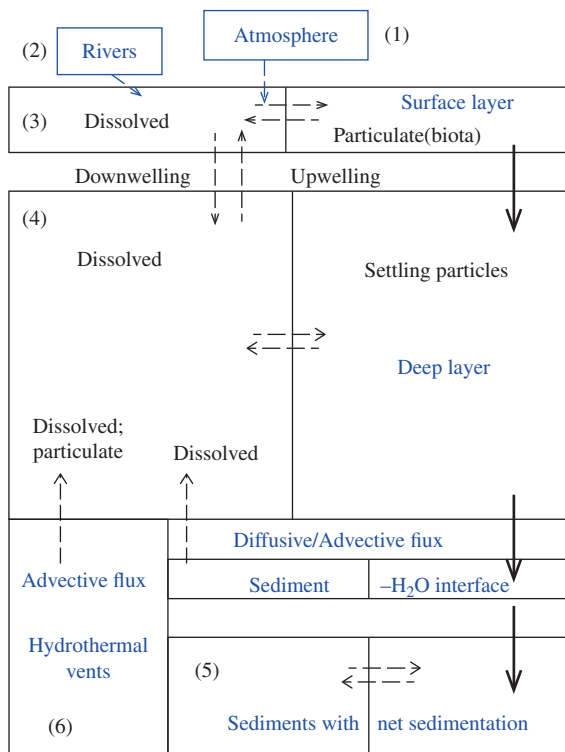 Atmosphere (1)
(2) Rivers
Surface layer
(3) Dissolved
Particulate(biota)
Downwelling Upwelling
(4)
Dissolved
Settling particles
Deep layer
Dissolved;
particulate
Dissolved
Diffusive/Advective flux
Advective flux
Sediment –H₂O interface
Hydrothermal
vents
(5)
(6)
Sediments with net sedimentation